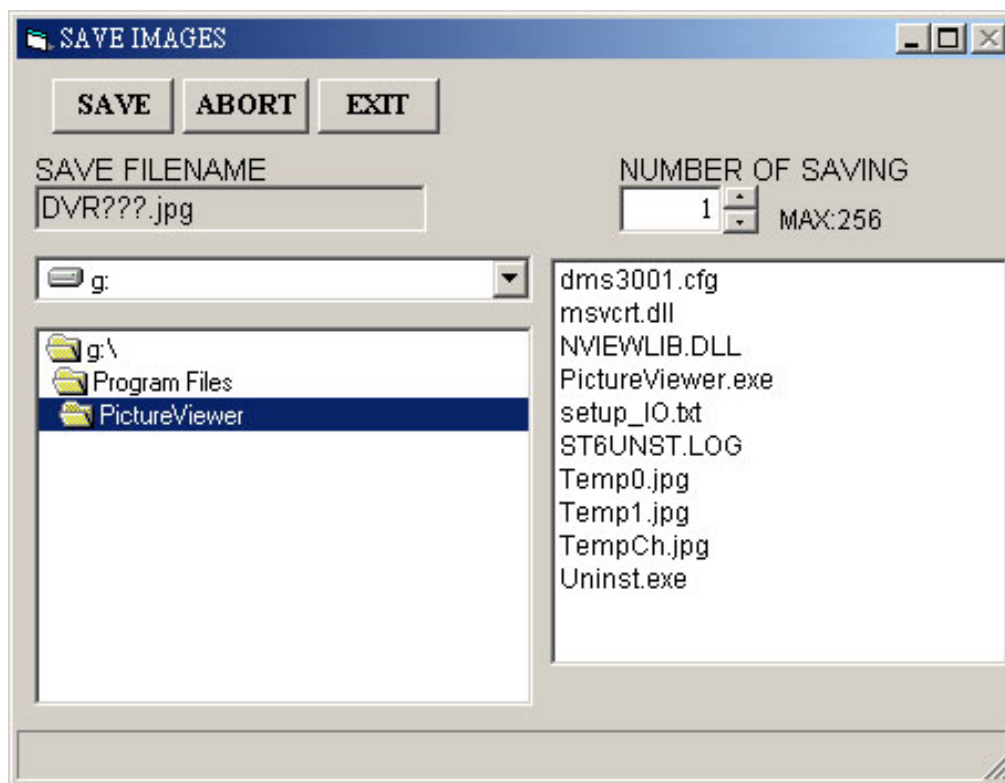 SAVE IMAGES
SAVE ABORT EXIT
SAVE FILENAME
DVR???.jpg
NUMBER OF SAVING
1 MAX:256
g:
g:\
Program Files
PictureViewer
dms3001.cfg
msvcrt.dll
NVIEWLIB.DLL
PictureViewer.exe
setup_IO.txt
ST6UNST.LOG
Temp0.jpg
Temp1.jpg
TempCh.jpg
Uninst.exe